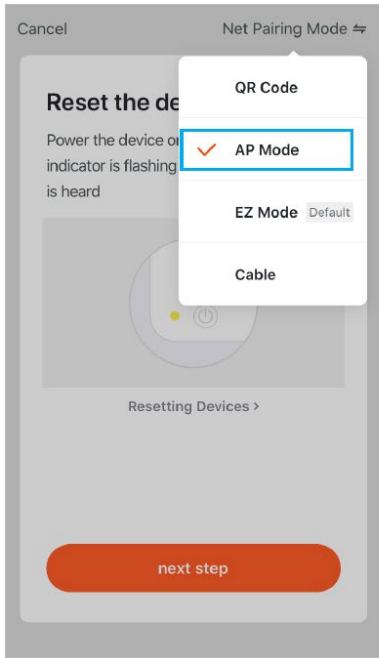 Cancel
Net Pairing Mode ⇋
QR Code
AP Mode
EZ Mode Default
Cable
Reset the de
Power the device or
indicator is flashing
is heard
Resetting Devices >
next step